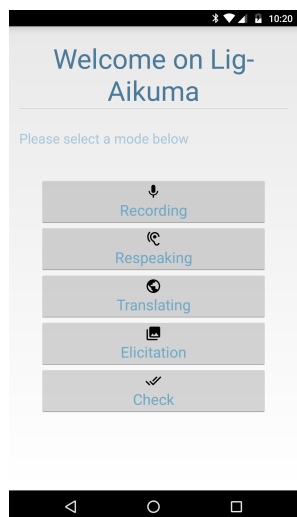 10:20
Welcome on Lig-
Aikuma
Please select a mode below
Recording
Respeaking
Translating
Elicitation
Check